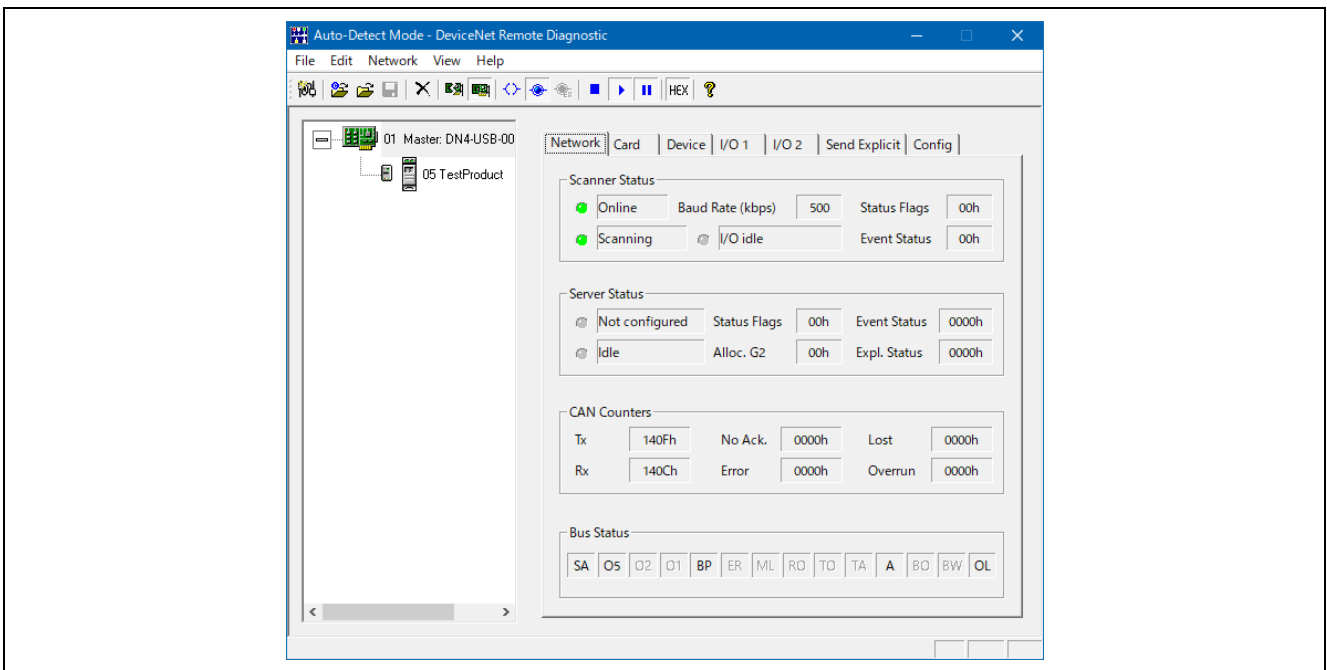 Auto-Detect Mode - DeviceNet Remote Diagnostic
File Edit Network View Help
HEX
01 Master: DN4-USB-00
05 TestProduct
Network Card Device I/O 1 I/O 2 Send Explicit Config
Scanner Status
Online Baud Rate (kbps) 500 Status Flags 00h
Scanning I/O idle Event Status 00h
Server Status
Not configured Status Flags 00h Event Status 0000h
Idle Alloc. G2 00h Expl. Status 0000h
CAN Counters
Tx 140Fh No Ack. 0000h Lost 0000h
Rx 140Ch Error 0000h Overrun 0000h
Bus Status
SA O5 O2 O1 BP ER ML RO TO TA A BO BW OL